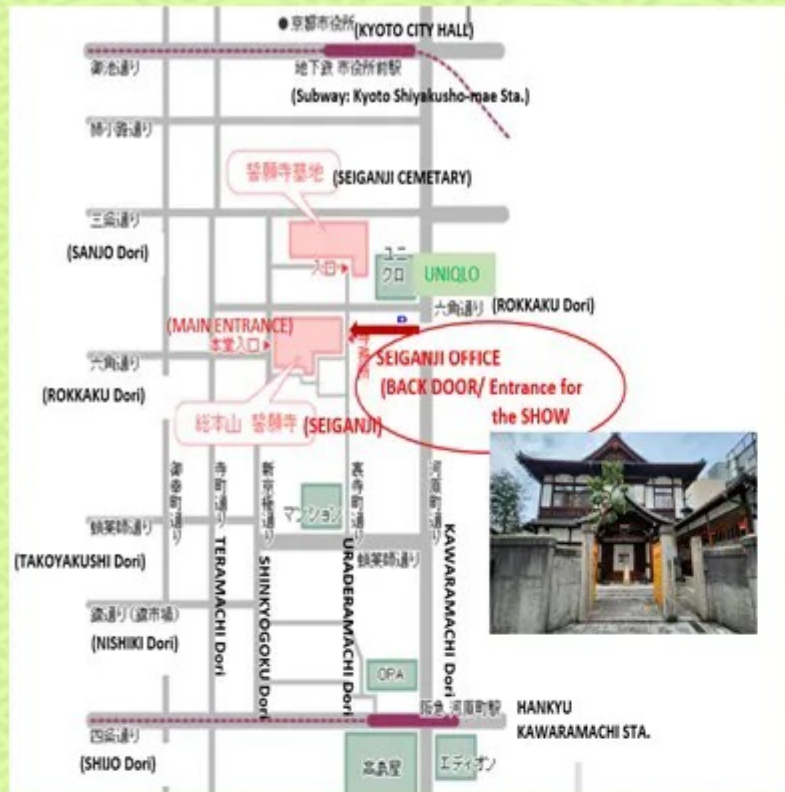 ●京都市役所 (KYOTO CITY HALL)
御池通り
地下鉄 市役所前駅
(Subway: Kyoto Shiyakusho-mae Sta.)
姉小路通り
誓願寺墓地 (SEIGANJI CEMETARY)
三条通り
(SANJO Dori)
ユニ
クロ
UNIQLO
入口
六角通り (ROKKAKU Dori)
(MAIN ENTRANCE)
本堂入口
P
六角通り
(ROKKAKU Dori)
SEIGANJI OFFICE
(BACK DOOR/ Entrance for
the SHOW
総本山 誓願寺 (SEIGANJI)
御幸町通り
寺町通り
新京極通り
裏寺町通り
河原町通り
マンション
蛸薬師通り
(TAKOYAKUSHI Dori)
蛸薬師通り
TERAMACHI Dori
SHINKYOGOKU Dori
URADERAMACHI Dori
KAWARAMACHI Dori
(NISHIKI Dori)
OPA
阪急 河原町駅
HANKYU
KAWARAMACHI STA.
四条通り
(SHIJO Dori)
高島屋
エディオン